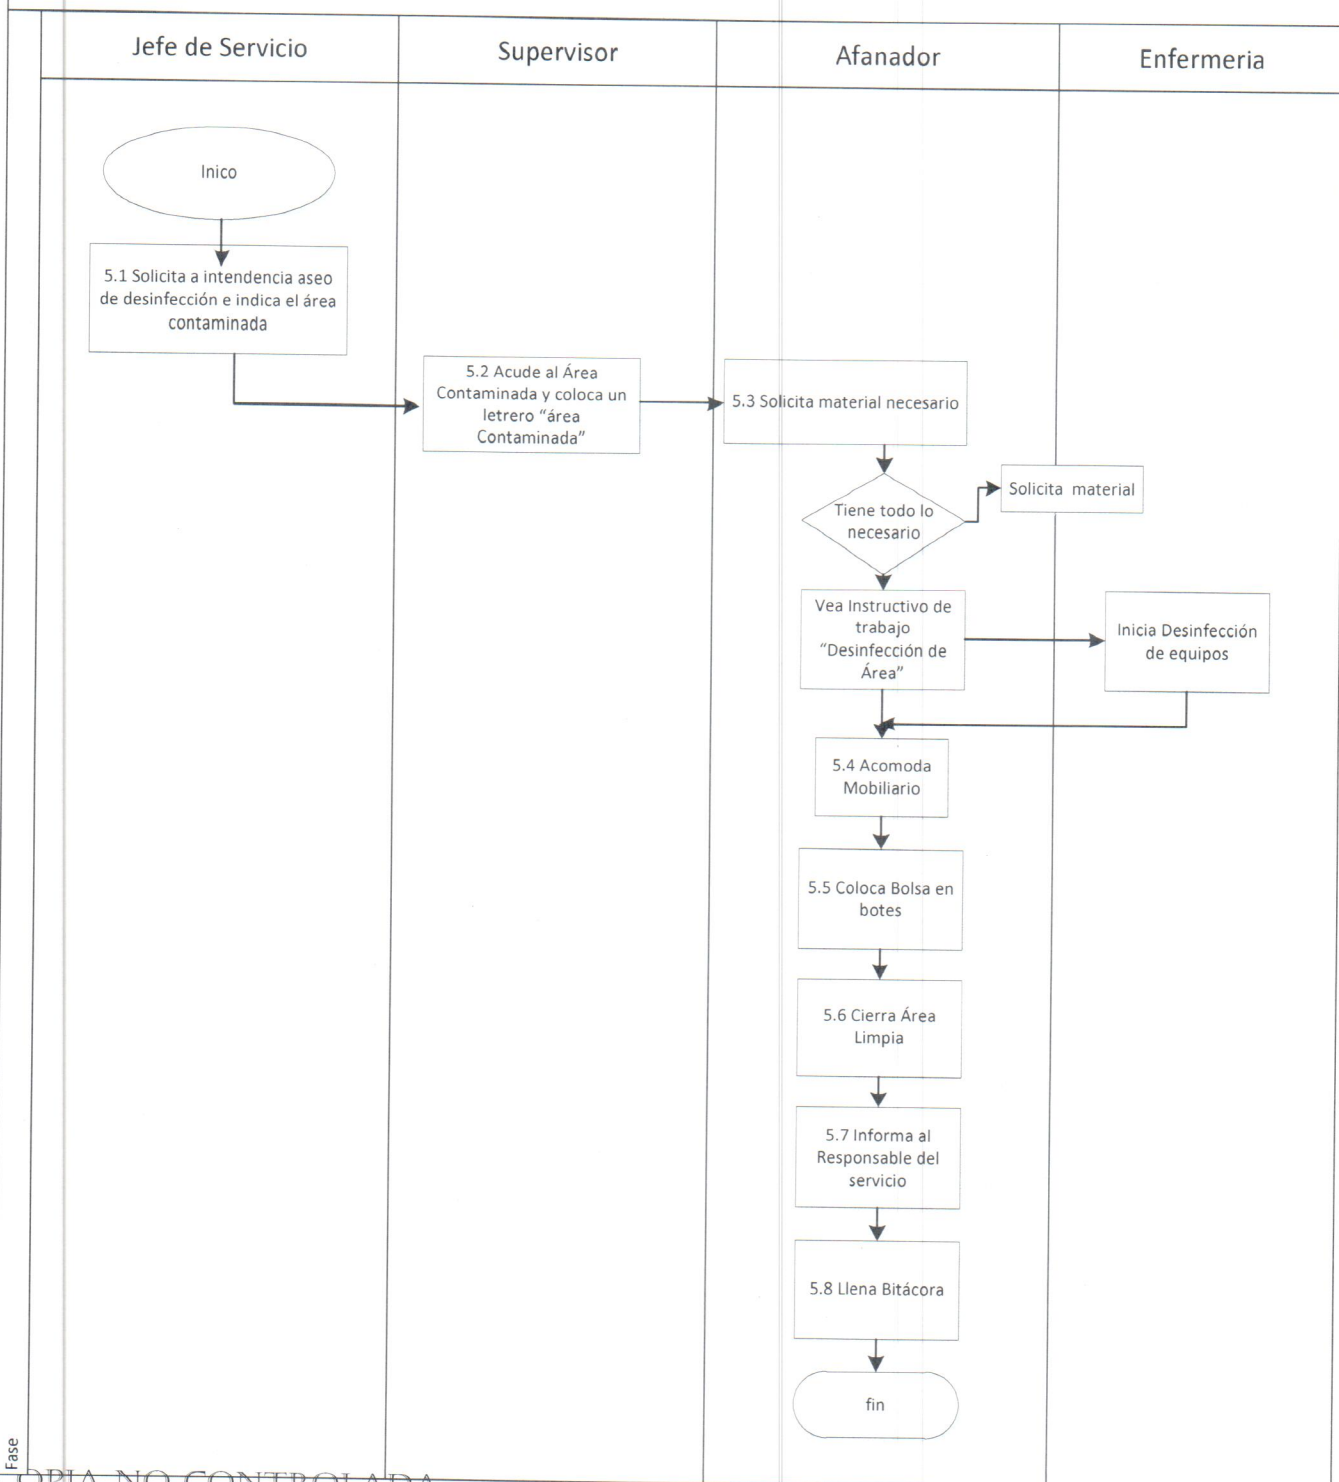 Jefe de Servicio
Supervisor
Afanador
Enfermeria
Inico
5.1 Solicita a intendencia aseo
de desinfección e indica el área
contaminada
5.2 Acude al Área
Contaminada y coloca un
letrero “área
Contaminada”
5.3 Solicita material necesario
Tiene todo lo
necesario
Solicita material
Vea Instructivo de
trabajo
“Desinfección de
Área”
Inicia Desinfección
de equipos
5.4 Acomoda
Mobiliario
5.5 Coloca Bolsa en
botes
5.6 Cierra Área
Limpia
5.7 Informa al
Responsable del
servicio
5.8 Llena Bitácora
fin
Fase
OPIA NO CONTROLADA